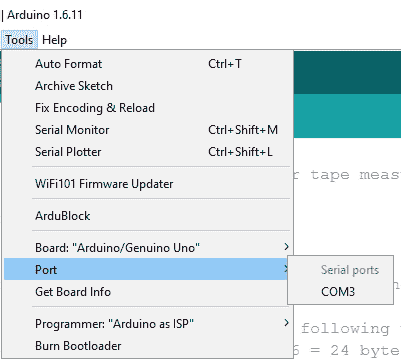 | Arduino 1.6.11
Tools Help
Auto Format Ctrl+T
Archive Sketch
Fix Encoding & Reload
Serial Monitor Ctrl+Shift+M
Serial Plotter Ctrl+Shift+L
r tape meas
WiFi101 Firmware Updater
ArduBlock
Board: "Arduino/Genuino Uno"
Port
Serial ports
COM3
Get Board Info
Programmer: "Arduino as ISP"
following
Burn Bootloader
6 = 24 byte